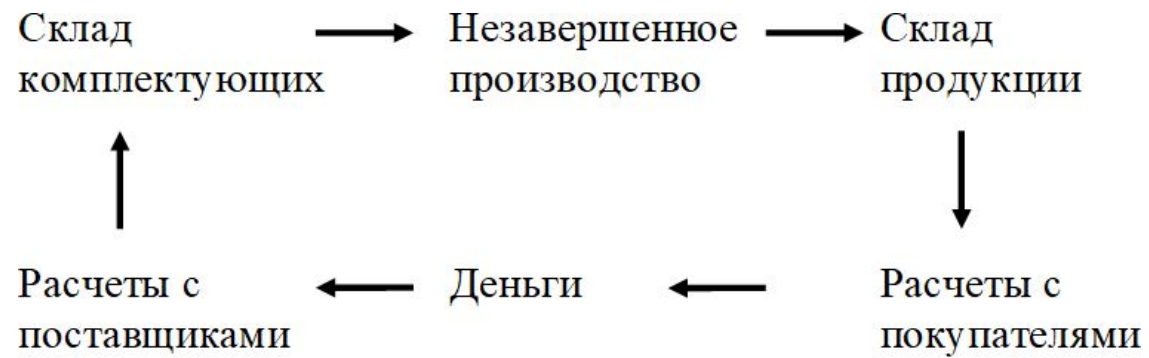 Склад
комплектующих
Незавершенное
производство
Склад
продукции
Расчеты с
поставщиками
Деньги
Расчеты с
покупателями